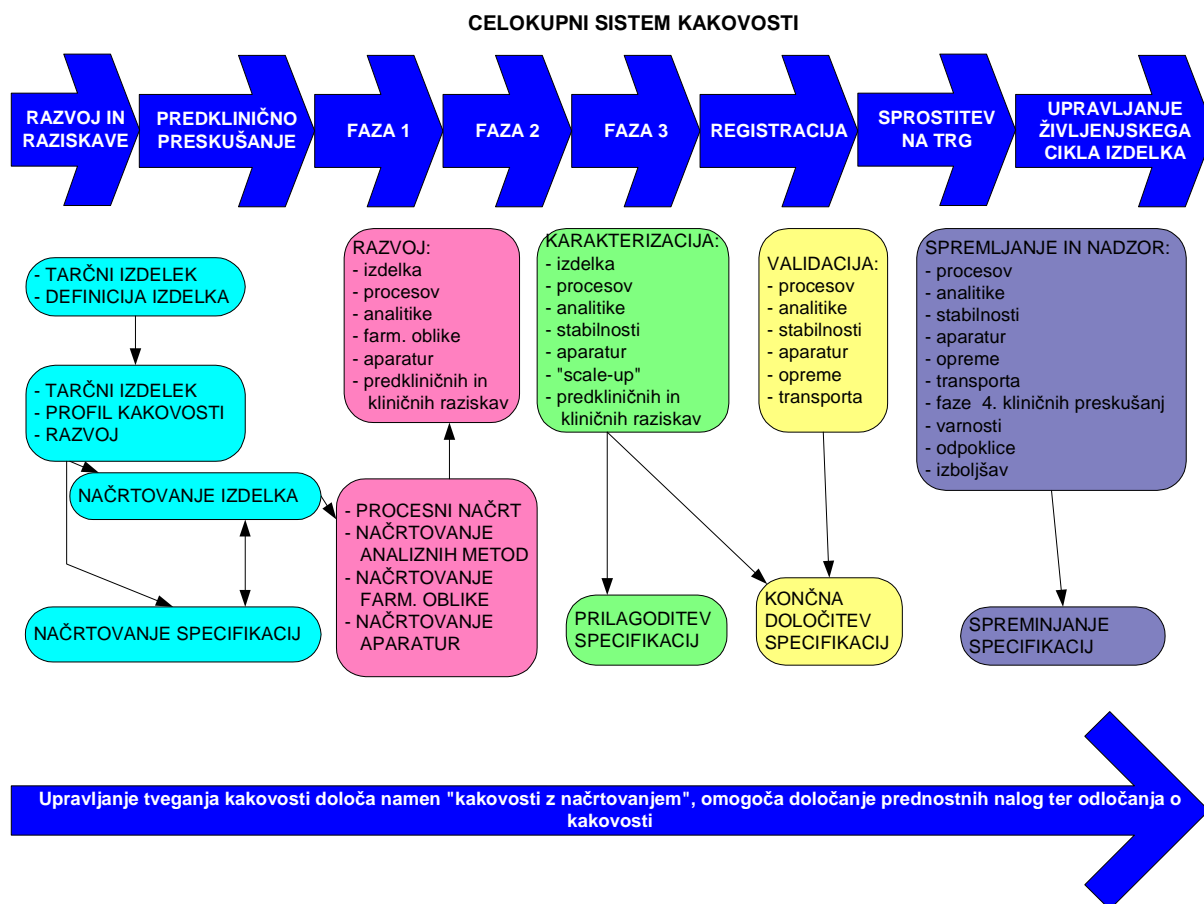 CELOKUPNI SISTEM KAKOVOSTI
RAZVOJ IN
RAZISKAVE
PREDKLINIČNO
PRESKUŠANJE
FAZA 1
FAZA 2
FAZA 3
REGISTRACIJA
SPROSTITEV
NA TRG
UPRAVLJANJE
ŽIVLJENJSKEGA
CIKLA IZDELKA
- TARČNI IZDELEK
- DEFINICIJA IZDELKA
- TARČNI IZDELEK
- PROFIL KAKOVOSTI
- RAZVOJ
NAČRTOVANJE IZDELKA
NAČRTOVANJE SPECIFIKACIJ
RAZVOJ:
- izdelka
- procesov
- analitike
- farm. oblike
- aparatur
- predkliničnih in
kliničnih raziskav
- PROCESNI NAČRT
- NAČRTOVANJE
ANALIZNIH METOD
- NAČRTOVANJE
FARM. OBLIKE
- NAČRTOVANJE
APARATUR
KARAKTERIZACIJA:
- izdelka
- procesov
- analitike
- stabilnosti
- aparatur
- "scale-up"
- predkliničnih in
kliničnih raziskav
PRILAGODITEV
SPECIFIKACIJ
VALIDACIJA:
- procesov
- analitike
- stabilnosti
- aparatur
- opreme
- transporta
KONČNA
DOLOČITEV
SPECIFIKACIJ
SPREMLJANJE IN NADZOR:
- procesov
- analitike
- stabilnosti
- aparatur
- opreme
- transporta
- faze 4. kliničnih preskušanj
- varnosti
- odpoklice
- izboljšav
SPREMINJANJE
SPECIFIKACIJ
Upravljanje tveganja kakovosti določa namen "kakovosti z načrtovanjem", omogoča določanje prednostnih nalog ter odločanja o
kakovosti